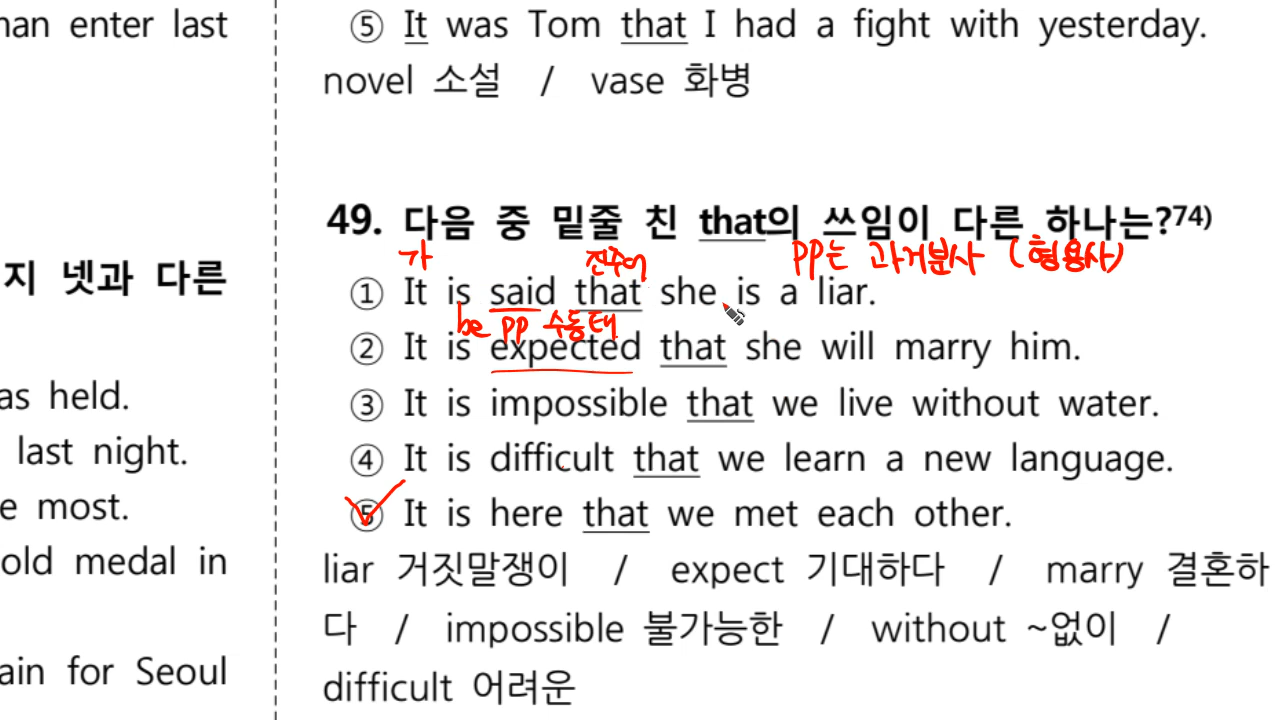 han enter last
지 넷과 다른
as held.
last night.
e most.
old medal in
ain for Seoul
⑤ It was Tom that I had a fight with yesterday.
novel 소설 / vase 화병
49. 다음 중 밑줄 친 that의 쓰임이 다른 하나는?74)
가 진주어 pp는 과거분사 (형용사)
① It is said that she is a liar.
be pp 수동태
② It is expected that she will marry him.
③ It is impossible that we live without water.
④ It is difficult that we learn a new language.
⑤ It is here that we met each other.
liar 거짓말쟁이 / expect 기대하다 / marry 결혼하
다 / impossible 불가능한 / without ~없이 /
difficult 어려운